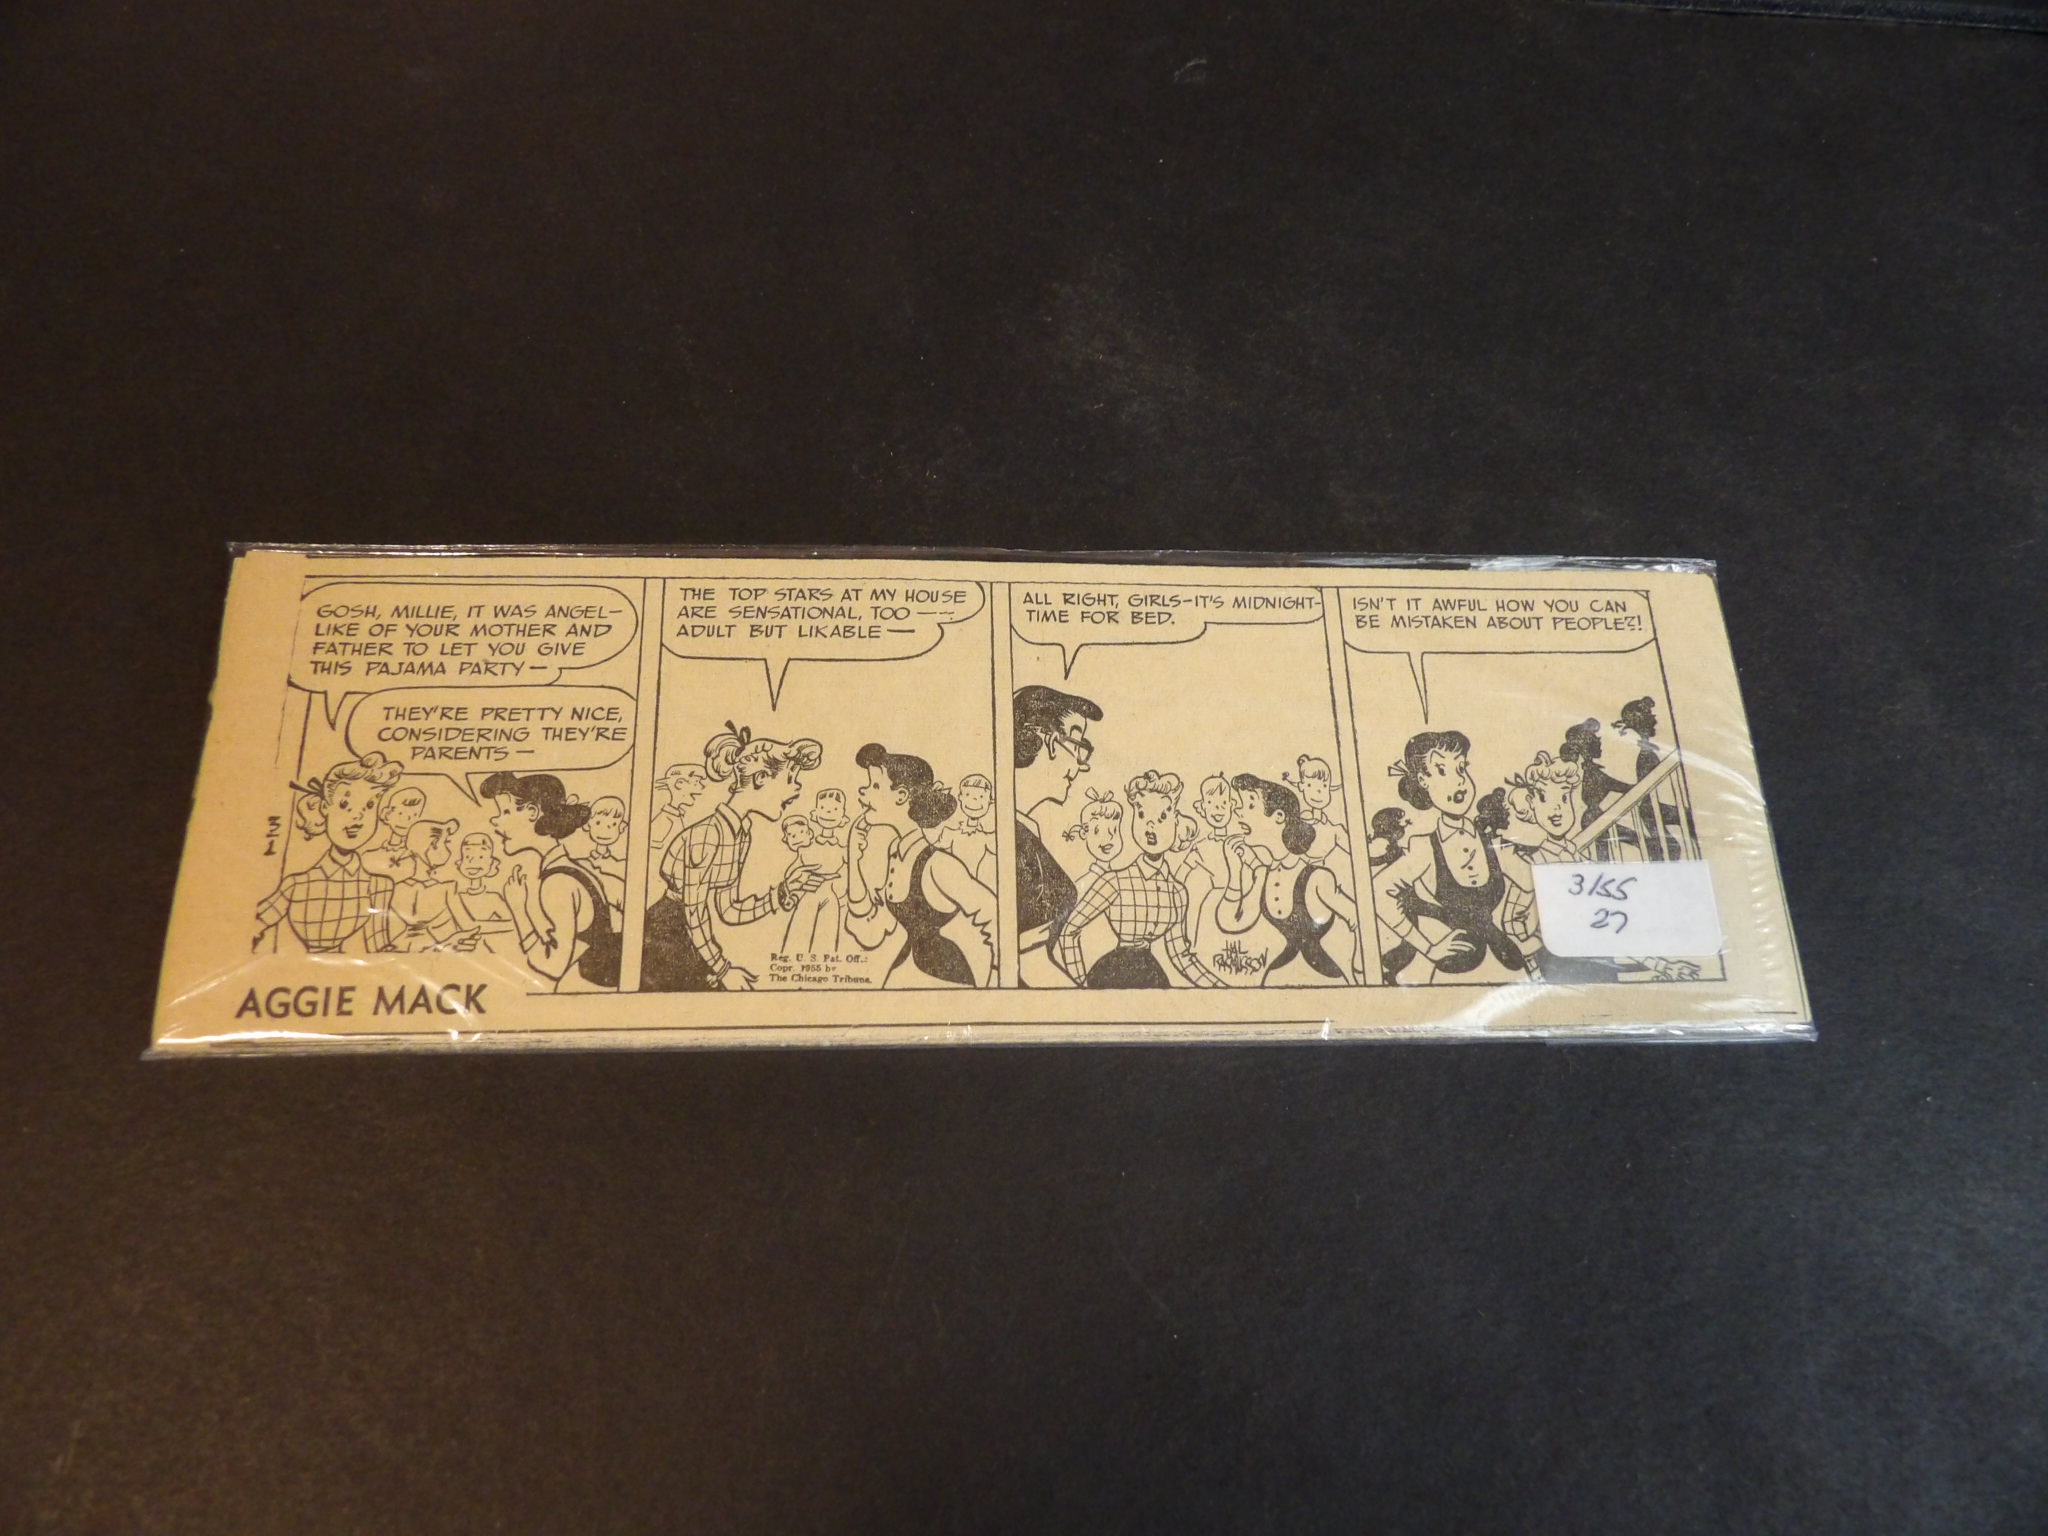 GOSH, MILLIE, IT WAS ANGEL-
LIKE OF YOUR MOTHER AND
FATHER TO LET YOU GIVE
THIS PAJAMA PARTY —
THEY'RE PRETTY NICE,
CONSIDERING THEY'RE
PARENTS —
THE TOP STARS AT MY HOUSE
ARE SENSATIONAL, TOO ——
ADULT BUT LIKABLE —
Reg. U. S. Pat. Off.:
Copr. 1955 by
The Chicago Tribune.
ALL RIGHT, GIRLS—IT'S MIDNIGHT-
TIME FOR BED.
HAL
RASMUSSON
ISN'T IT AWFUL HOW YOU CAN
BE MISTAKEN ABOUT PEOPLE?!
3/55
27
AGGIE MACK